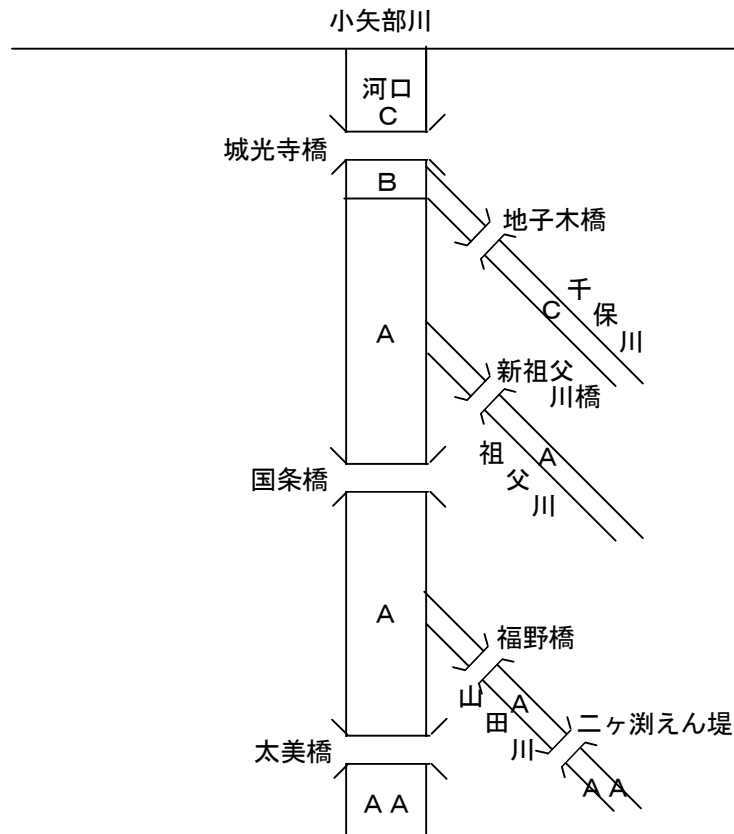 小矢部川
河口
C
城光寺橋
B
地子木橋
千保川
C
A
新祖父川橋
祖父川
A
国条橋
A
福野橋
山田川
A
二ヶ渕えん堤
太美橋
AA
AA